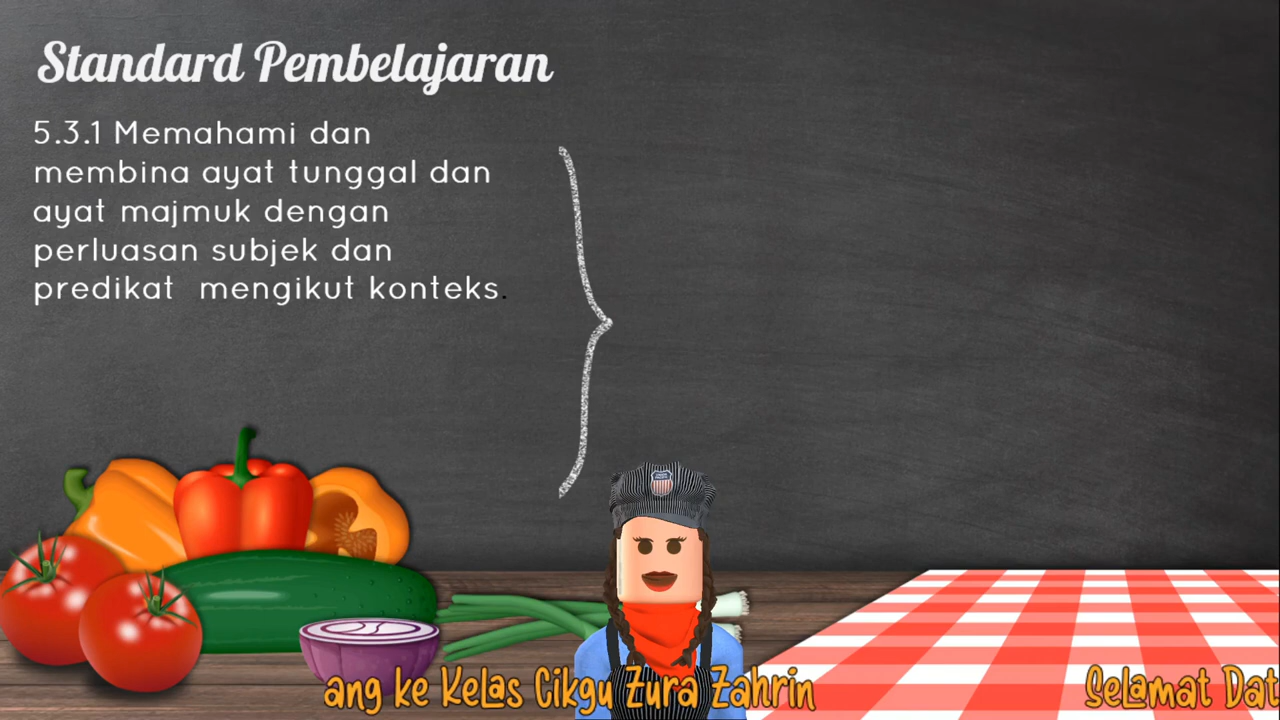 Standard Pembelajaran
5.3.1 Memahami dan
membina ayat tunggal dan
ayat majmuk dengan
perluasan subjek dan
predikat  mengikut konteks.
ang ke Kelas Cikgu Zura Zahrin
Selamat Dat